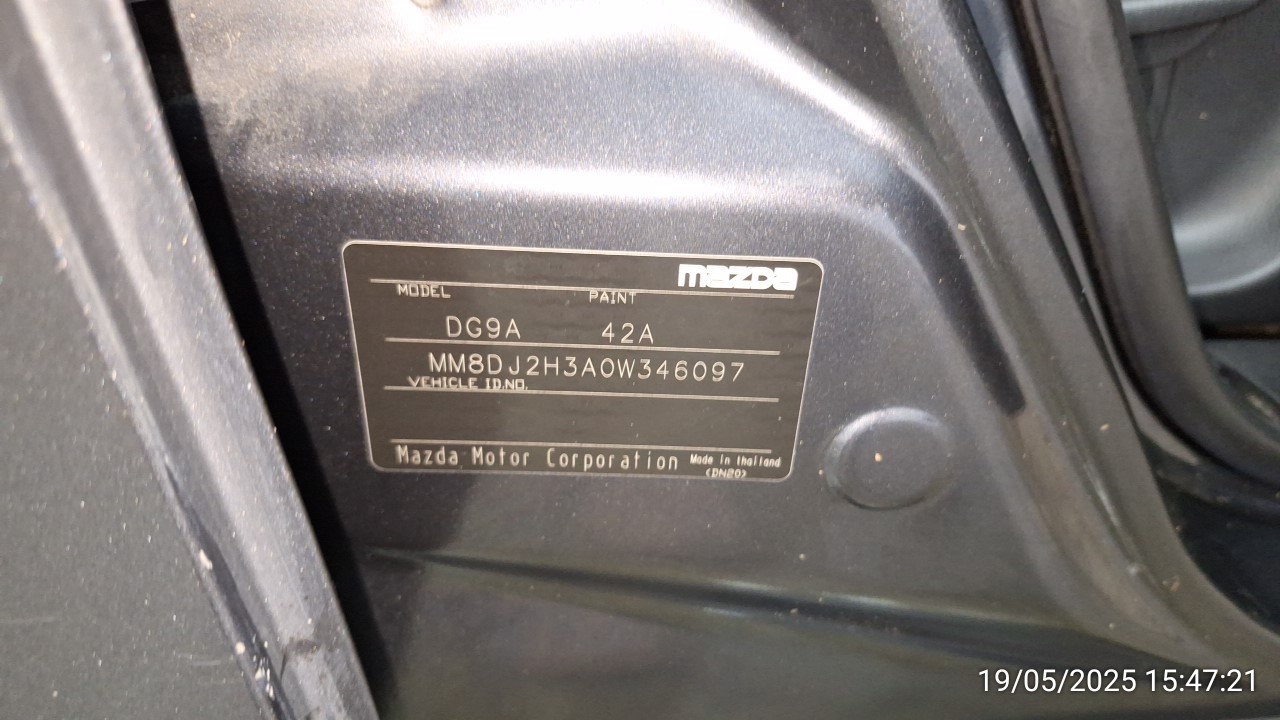 mazda
MODEL PAINT
DG9A 42A
MM8DJ2H3A0W346097
VEHICLE ID.NO.
Mazda Motor Corporation Made in thailand
(DN20)
19/05/2025 15:47:21